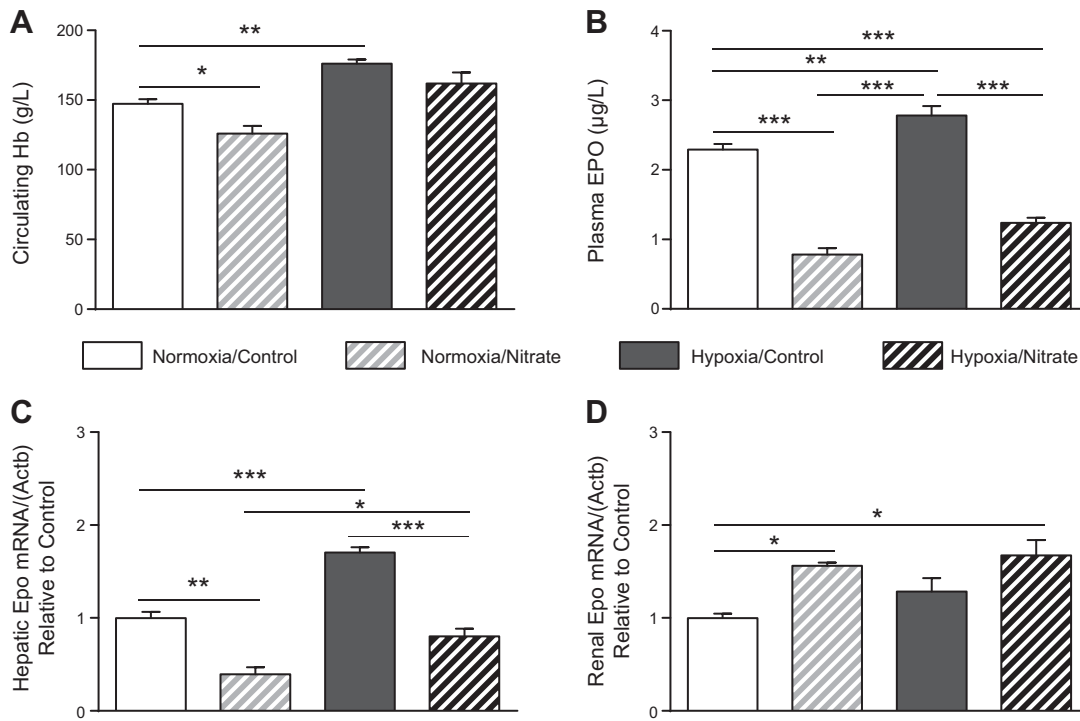 A
Circulating Hb (g/L)
200
150
100
50
0
**
*
B
Plasma EPO (µg/L)
4
3
2
1
0
***
**
*** ***
***
Normoxia/Control Normoxia/Nitrate Hypoxia/Control Hypoxia/Nitrate
C
Hepatic Epo mRNA/(Actb)
Relative to Control
3
2
1
0
***
*
***
**
D
Renal Epo mRNA/(Actb)
Relative to Control
3
2
1
0
*
*